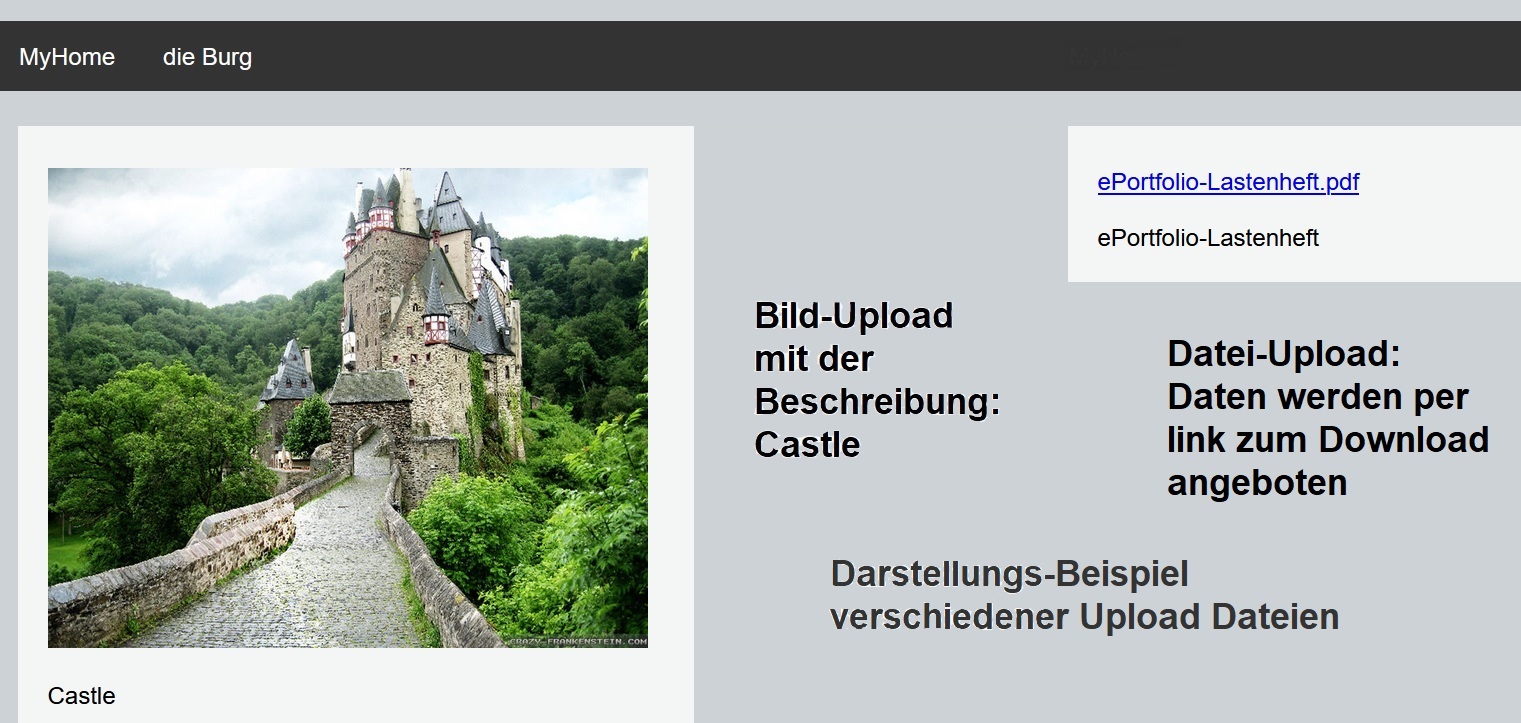 MyHome die Burg
ePortfolio-Lastenheft.pdf
ePortfolio-Lastenheft
Bild-Upload
mit der
Beschreibung:
Castle
Datei-Upload:
Daten werden per
link zum Download
angeboten
Darstellungs-Beispiel
verschiedener Upload Dateien
CRAZY-FRANKENSTEIN.COM
Castle